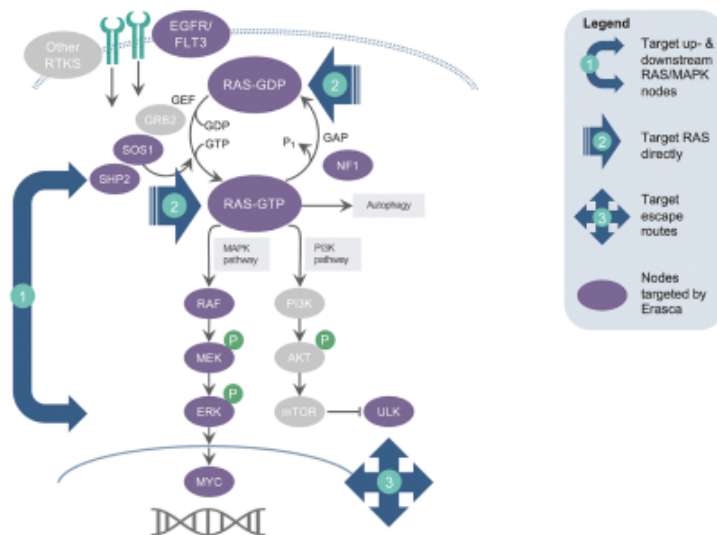 EGFR/
FLT3
Other
RTKS
RAS-GDP
2
GEF
GRB2
GDP
GTP
P1
GAP
SOS1
NF1
SHP2
2
RAS-GTP
Autophagy
MAPK
pathway
PI3K
pathway
1
RAF
PI3K
P
P
MEK
AKT
P
ERK
mTOR
ULK
MYC
3
Legend
1
Target up- &
downstream
RAS/MAPK
nodes
2
Target RAS
directly
3
Target
escape
routes
Nodes
targeted by
Erasca